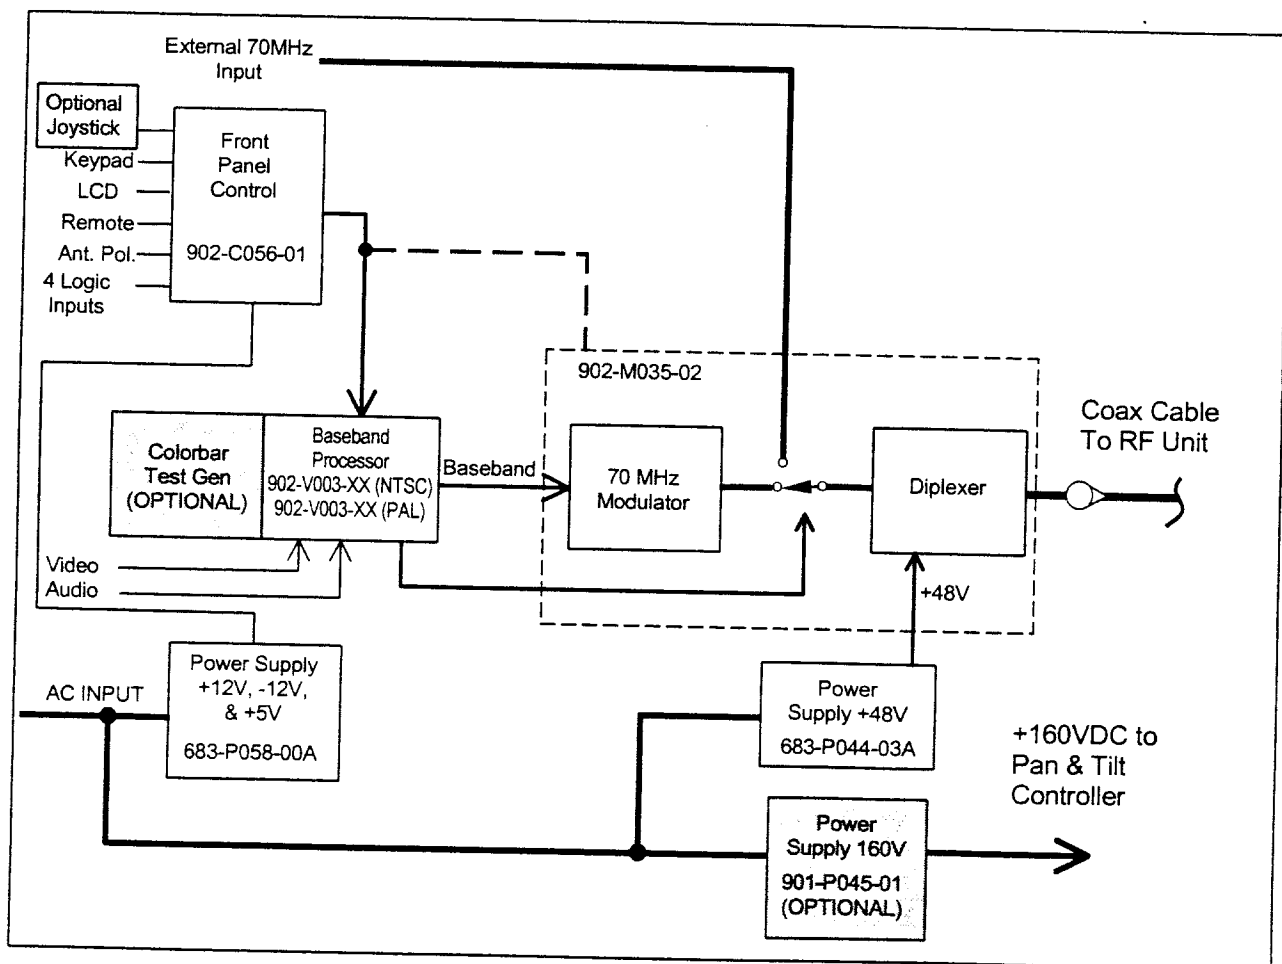 External 70MHz
Input
Optional
Joystick
Keypad
LCD
Remote
Ant. Pol.
4 Logic
Inputs
Front
Panel
Control
902-C056-01
902-M035-02
Colorbar
Test Gen
(OPTIONAL)
Baseband
Processor
902-V003-XX (NTSC)
902-V003-XX (PAL)
Baseband
70 MHz
Modulator
Diplexer
Coax Cable
To RF Unit
Video
Audio
+48V
AC INPUT
Power Supply
+12V, -12V,
& +5V
683-P058-00A
Power
Supply +48V
683-P044-03A
+160VDC to
Pan & Tilt
Controller
Power
Supply 160V
901-P045-01
(OPTIONAL)